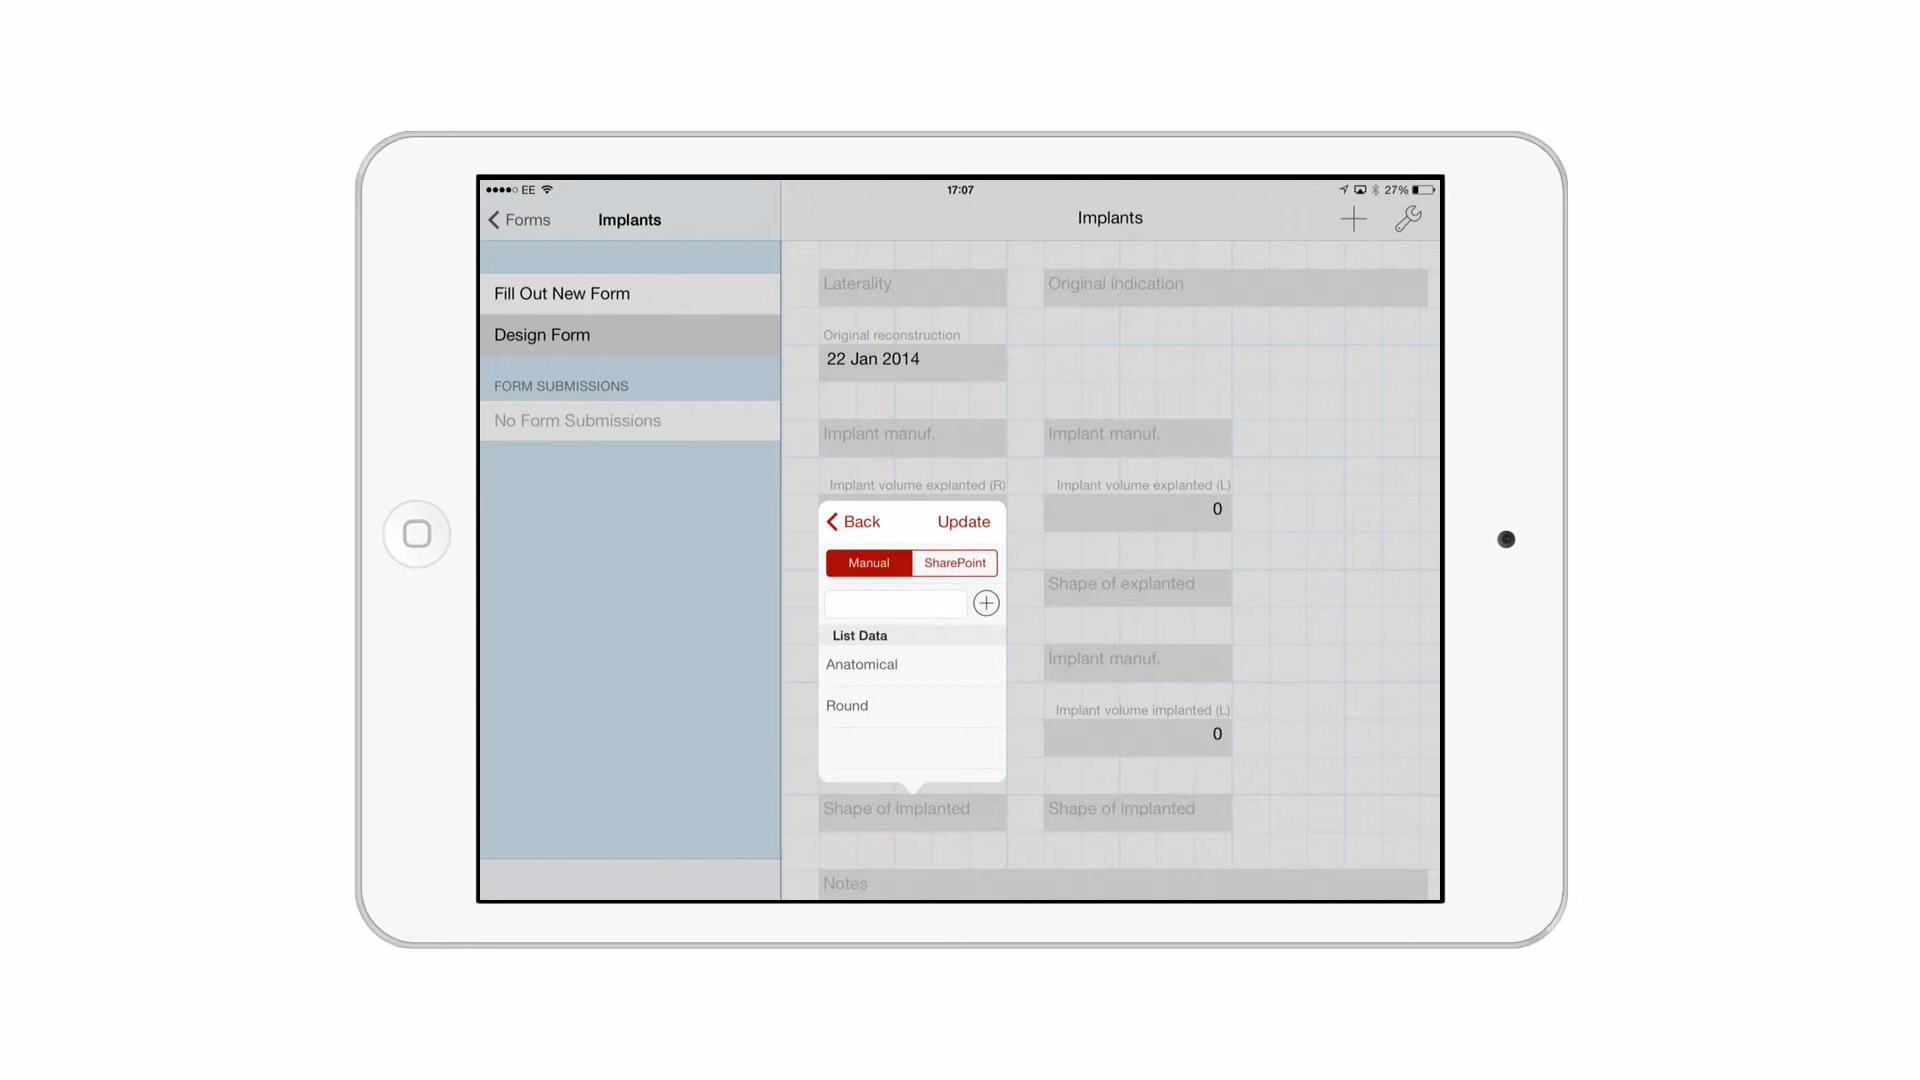 EE
17:07
27%
Forms
Implants
Implants
Fill Out New Form
Design Form
FORM SUBMISSIONS
No Form Submissions
Laterality
Original indication
Original reconstruction
22 Jan 2014
Implant manuf.
Implant manuf.
Implant volume explanted (R)
Implant volume explanted (L)
0
Back
Update
Manual
SharePoint
List Data
Anatomical
Round
Shape of explanted
Implant manuf.
Implant volume implanted (L)
0
Shape of implanted
Shape of implanted
Notes